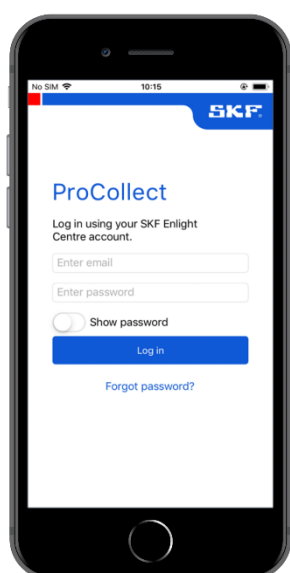 No SIM 10:15
SKF.
ProCollect
Log in using your SKF Enlight
Centre account.
Enter email
Enter password
Show password
Log in
Forgot password?